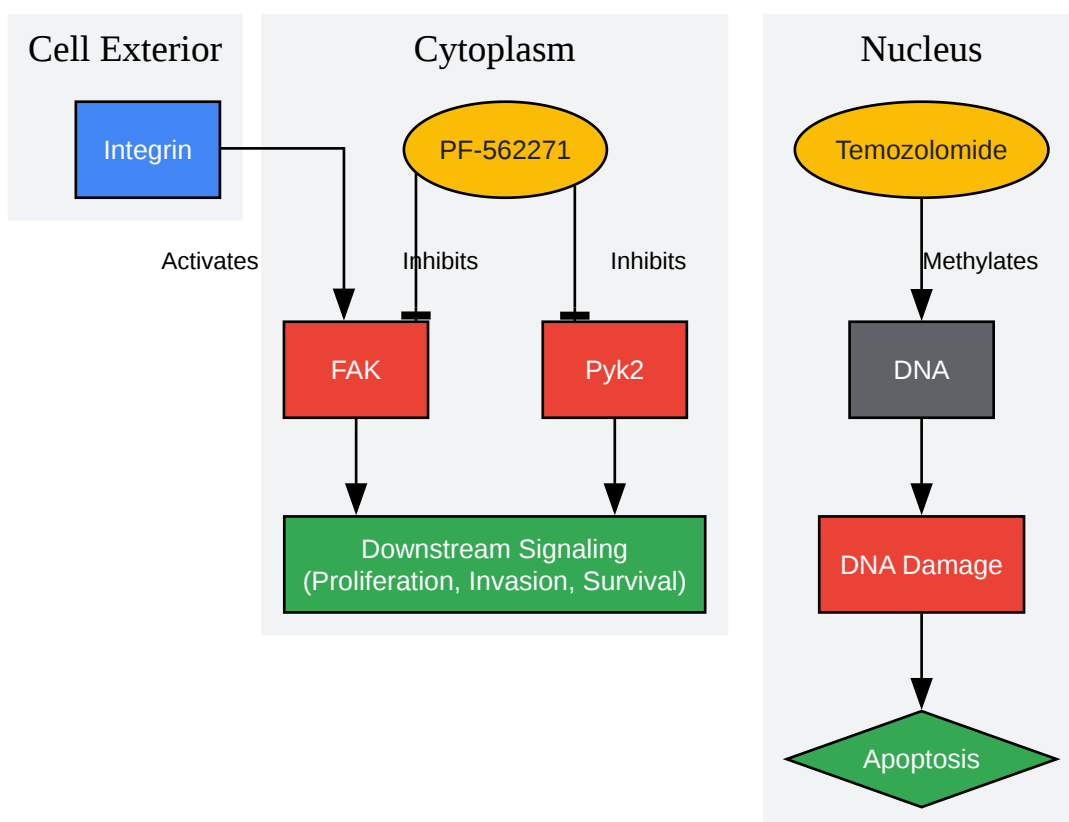 Cell Exterior
Cytoplasm
Nucleus
Integrin
PF-562271
Temozolomide
Activates
Inhibits
Inhibits
Methylates
FAK
Pyk2
DNA
Downstream Signaling
(Proliferation, Invasion, Survival)
DNA Damage
Apoptosis